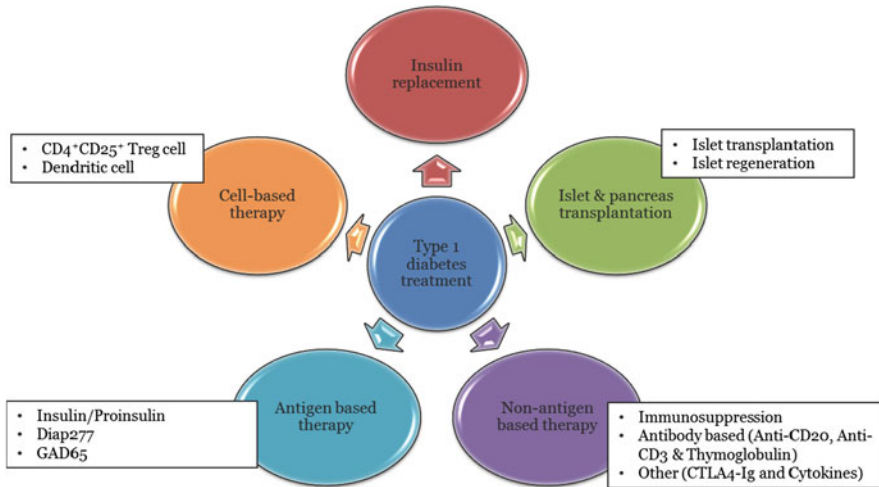 Insulin
replacement
• CD4⁺CD25⁺ Treg cell
• Dendritic cell
Cell-based
therapy
• Islet transplantation
• Islet regeneration
Islet & pancreas
transplantation
Type 1
diabetes
treatment
• Insulin/Proinsulin
• Diap277
• GAD65
Antigen based
therapy
Non-antigen
based therapy
• Immunosuppression
• Antibody based (Anti-CD20, Anti-
CD3 & Thymoglobulin)
• Other (CTLA4-Ig and Cytokines)